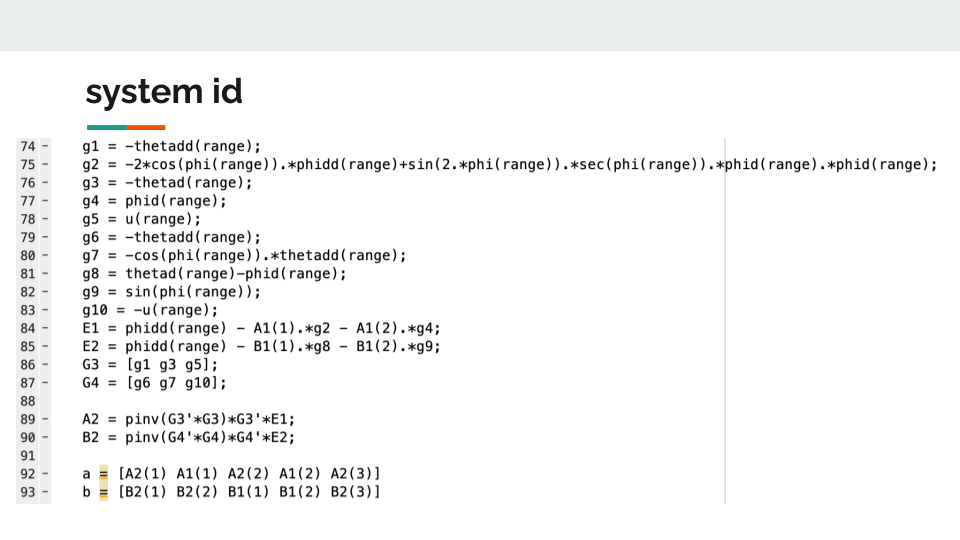 system id
74 - g1 = -thetadd(range);
75 - g2 = -2*cos(phi(range)).*phidd(range)+sin(2.*phi(range)).*sec(phi(range)).*phid(range).*phid(range);
76 - g3 = -thetad(range);
77 - g4 = phid(range);
78 - g5 = u(range);
79 - g6 = -thetadd(range);
80 - g7 = -cos(phi(range)).*thetadd(range);
81 - g8 = thetad(range)-phid(range);
82 - g9 = sin(phi(range));
83 - g10 = -u(range);
84 - E1 = phidd(range) - A1(1).*g2 - A1(2).*g4;
85 - E2 = phidd(range) - B1(1).*g8 - B1(2).*g9;
86 - G3 = [g1 g3 g5];
87 - G4 = [g6 g7 g10];
88
89 - A2 = pinv(G3'*G3)*G3'*E1;
90 - B2 = pinv(G4'*G4)*G4'*E2;
91
92 - a = [A2(1) A1(1) A2(2) A1(2) A2(3)]
93 - b = [B2(1) B2(2) B1(1) B1(2) B2(3)]